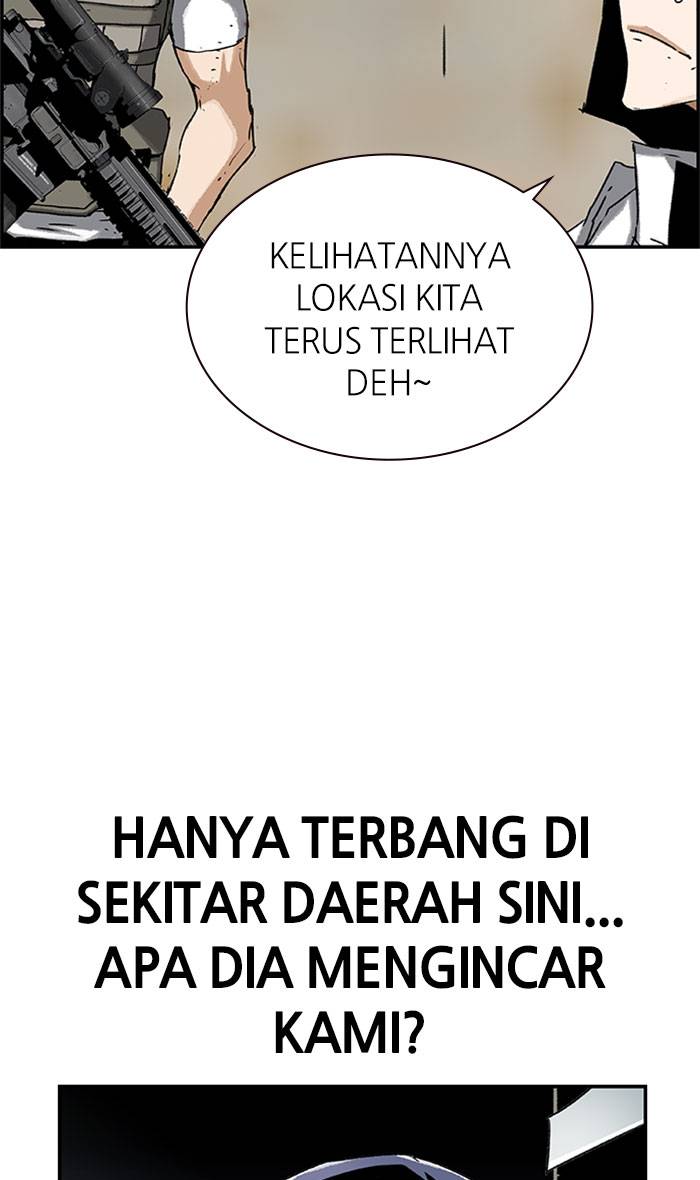 KELIHATANNYA
LOKASI KITA
TERUS TERLIHAT
DEH~
HANYA TERBANG DI
SEKITAR DAERAH SINI...
APA DIA MENGINCAR
KAMI?